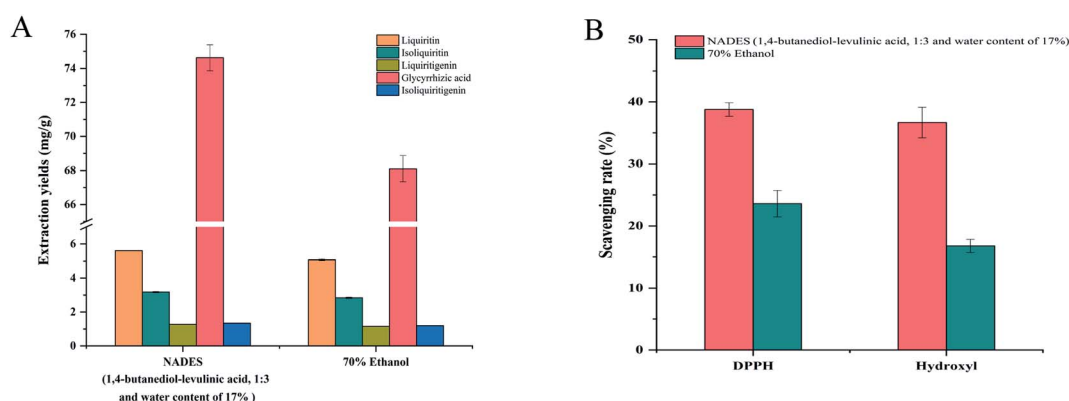 A
Extraction yields (mg/g)
76
74
72
70
68
66
6
4
2
0
Liquiritin
Isoliquiritin
Liquiritigenin
Glycyrrhizic acid
Isoliquiritigenin
NADES
(1,4-butanediol-levulinic acid, 1:3
and water content of 17% )
70% Ethanol
B
Scavenging rate (%)
50
40
30
20
10
0
NADES (1,4-butanediol-levulinic acid, 1:3 and water content of 17%)
70% Ethanol
DPPH
Hydroxyl